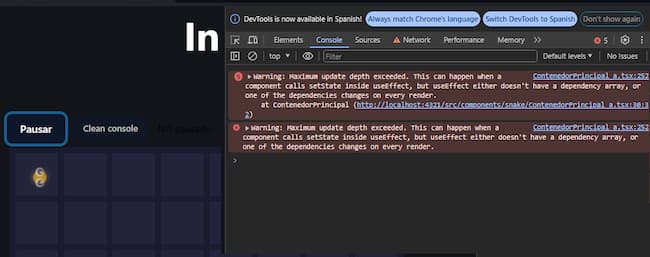 In
DevTools is now available in Spanish!
Always match Chrome's language
Switch DevTools to Spanish
Don't show again
Elements
Console
Sources
Network
Performance
Memory
5
top
Filter
Default levels
No Issues
Warning: Maximum update depth exceeded. This can happen when a ContenedorPrincipal a.tsx:252
component calls setState inside useEffect, but useEffect either doesn't have a dependency array, or
one of the dependencies changes on every render.
at ContenedorPrincipal (http://localhost:4321/src/components/snake/ContenedorPrincipal a.tsx:30:3
2)
Warning: Maximum update depth exceeded. This can happen when a ContenedorPrincipal a.tsx:252
component calls setState inside useEffect, but useEffect either doesn't have a dependency array, or
one of the dependencies changes on every render.
Pausar
Clean console